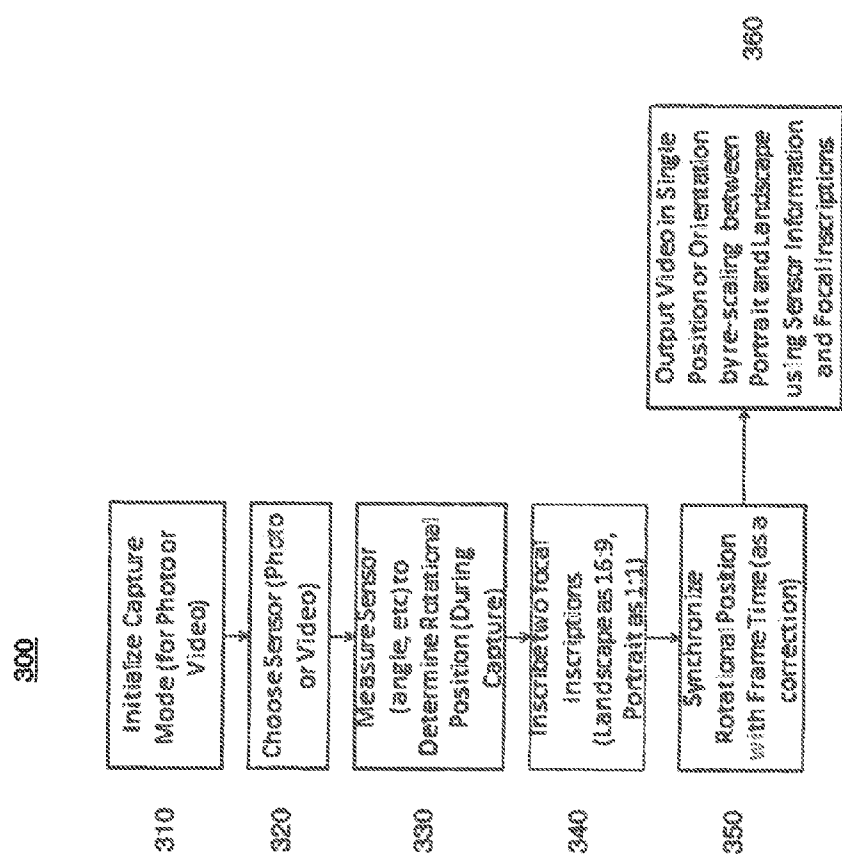 300
310
Initialize Capture
Mode (for Photo or
Video)
320
Choose Sensor (Photo
or Video)
330
Measure Sensor
(angle, etc) to
Determine Rotational
Position (During
Capture)
340
Inscribe two focal
Inscriptions
(Landscape as 16:9,
Portrait as 1:1)
350
Synchronize
Rotational Position
with Frame Time (as a
correction)
360
Output Video in Single
Position or Orientation
by re-scaling between
Portrait and Landscape
using Sensor Information
and Focal Inscriptions